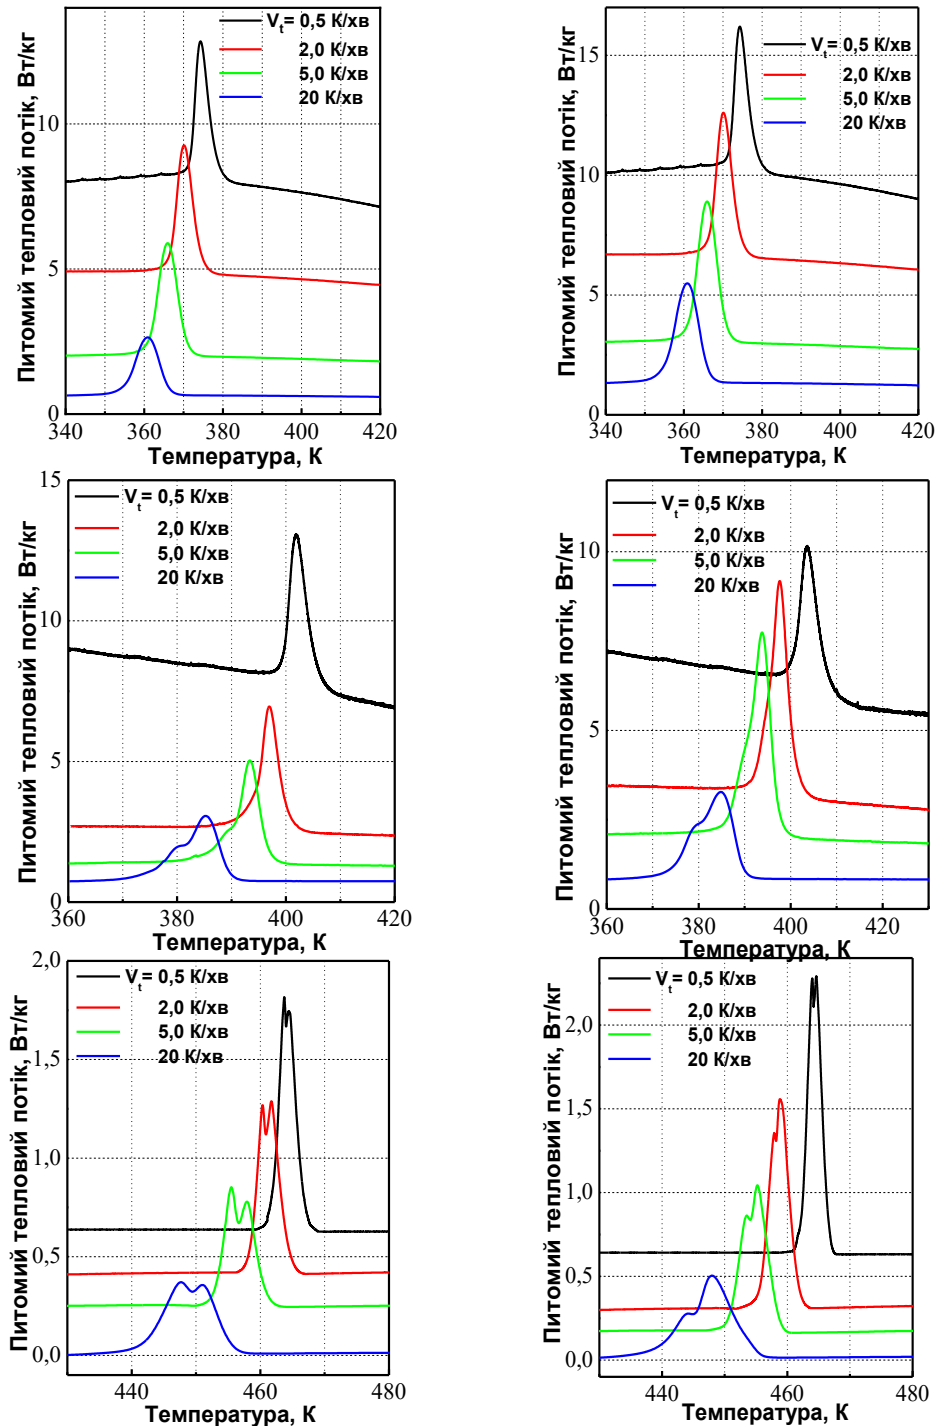 V_t = 0,5 К/хв
2,0 К/хв
5,0 К/хв
20 К/хв
Питомий тепловий потік, Вт/кг
10
5
0
340 360 380 400 420
Температура, К
V_t = 0,5 К/хв
2,0 К/хв
5,0 К/хв
20 К/хв
Питомий тепловий потік, Вт/кг
15
10
5
0
340 360 380 400 420
Температура, К
V_t = 0,5 К/хв
2,0 К/хв
5,0 К/хв
20 К/хв
Питомий тепловий потік, Вт/кг
15
10
5
0
360 380 400 420
Температура, К
V_t = 0,5 К/хв
2,0 К/хв
5,0 К/хв
20 К/хв
Питомий тепловий потік, Вт/кг
10
5
0
360 380 400 420
Температура, К
V_t = 0,5 К/хв
2,0 К/хв
5,0 К/хв
20 К/хв
Питомий тепловий потік, Вт/кг
2,0
1,5
1,0
0,5
0,0
440 460 480
Температура, К
V_t = 0,5 К/хв
2,0 К/хв
5,0 К/хв
20 К/хв
Питомий тепловий потік, Вт/кг
2,0
1,5
1,0
0,5
0,0
440 460 480
Температура, К